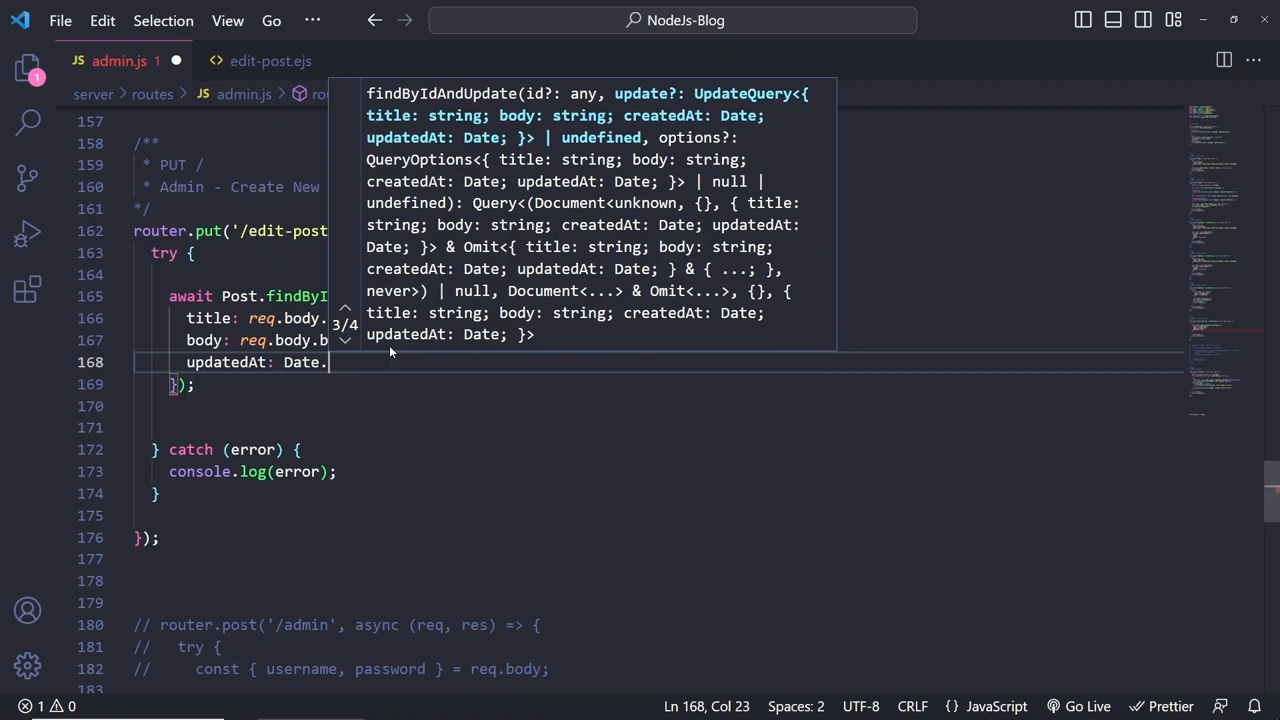 File Edit Selection View Go ··· NodeJs-Blog
JS admin.js 1 <> edit-post.ejs
server > routes > JS admin.js > rou
157
158 /**
159 * PUT /
160 * Admin - Create New
161 */
162 router.put('/edit-post
163 try {
164
165 await Post.findByI
166 title: req.body.
167 body: req.body.b
168 updatedAt: Date.
169 });
170
171
172 } catch (error) {
173 console.log(error);
174 }
175
176 });
177
178
179
180 // router.post('/admin', async (req, res) => {
181 // try {
182 // const { username, password } = req.body;
183
findByIdAndUpdate(id?: any, update?: UpdateQuery<{
title: string; body: string; createdAt: Date;
updatedAt: Date; }> | undefined, options?:
QueryOptions<{ title: string; body: string;
createdAt: Date; updatedAt: Date; }> | null |
undefined): Query<(Document<unknown, {}, { title:
string; body: string; createdAt: Date; updatedAt:
Date; }> & Omit<{ title: string; body: string;
createdAt: Date; updatedAt: Date; } & { ...; },
never>) | null, Document<...> & Omit<...>, {}, {
title: string; body: string; createdAt: Date;
updatedAt: Date; }>
3/4
1
1 0 Ln 168, Col 23 Spaces: 2 UTF-8 CRLF {} JavaScript Go Live Prettier